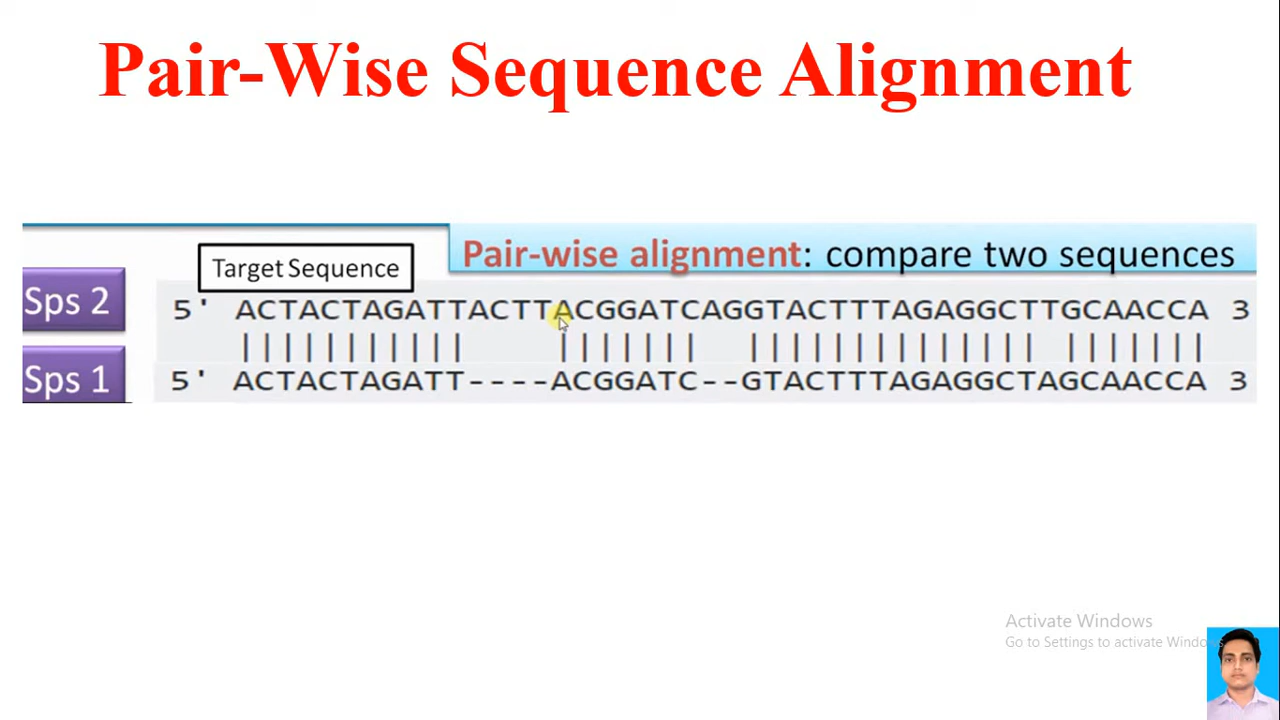 Pair-Wise Sequence Alignment
Pair-wise alignment: compare two sequences
Target Sequence
Sps 2
5' ACTACTAGATTACTTACGGATCAGGTACTTTAGAGGCTTGCAACCA 3
|||||||||||    |||||||  |||||||||||||| |||||||
Sps 1
5' ACTACTAGATT----ACGGATC--GTACTTTAGAGGCTAGCAACCA 3
Activate Windows
Go to Settings to activate Windows